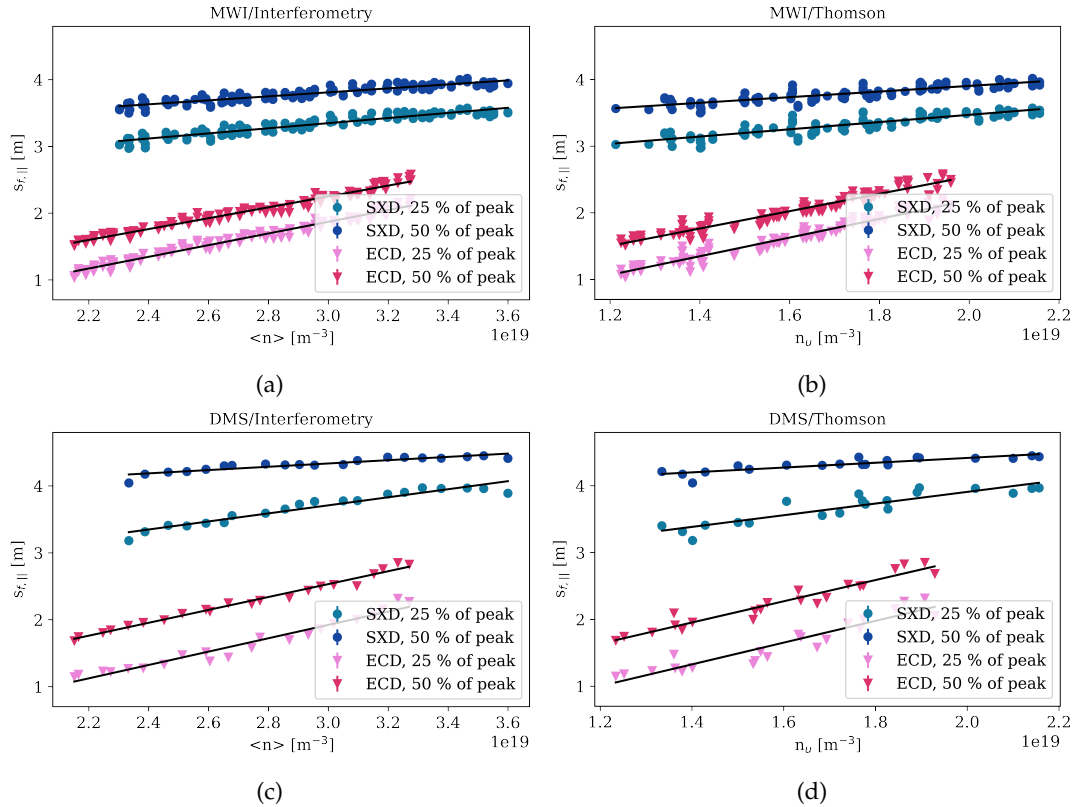 MWI/Interferometry
s_{f,||} [m]
4
3
2
1
SXD, 25 % of peak
SXD, 50 % of peak
ECD, 25 % of peak
ECD, 50 % of peak
2.2 2.4 2.6 2.8 3.0 3.2 3.4 3.6
<n> [m⁻³]
1e19
(a)
MWI/Thomson
s_{f,||} [m]
4
3
2
1
SXD, 25 % of peak
SXD, 50 % of peak
ECD, 25 % of peak
ECD, 50 % of peak
1.2 1.4 1.6 1.8 2.0 2.2
n_u [m⁻³]
1e19
(b)
DMS/Interferometry
s_{f,||} [m]
4
3
2
1
SXD, 25 % of peak
SXD, 50 % of peak
ECD, 25 % of peak
ECD, 50 % of peak
2.2 2.4 2.6 2.8 3.0 3.2 3.4 3.6
<n> [m⁻³]
1e19
(c)
DMS/Thomson
s_{f,||} [m]
4
3
2
1
SXD, 25 % of peak
SXD, 50 % of peak
ECD, 25 % of peak
ECD, 50 % of peak
1.2 1.4 1.6 1.8 2.0 2.2
n_u [m⁻³]
1e19
(d)